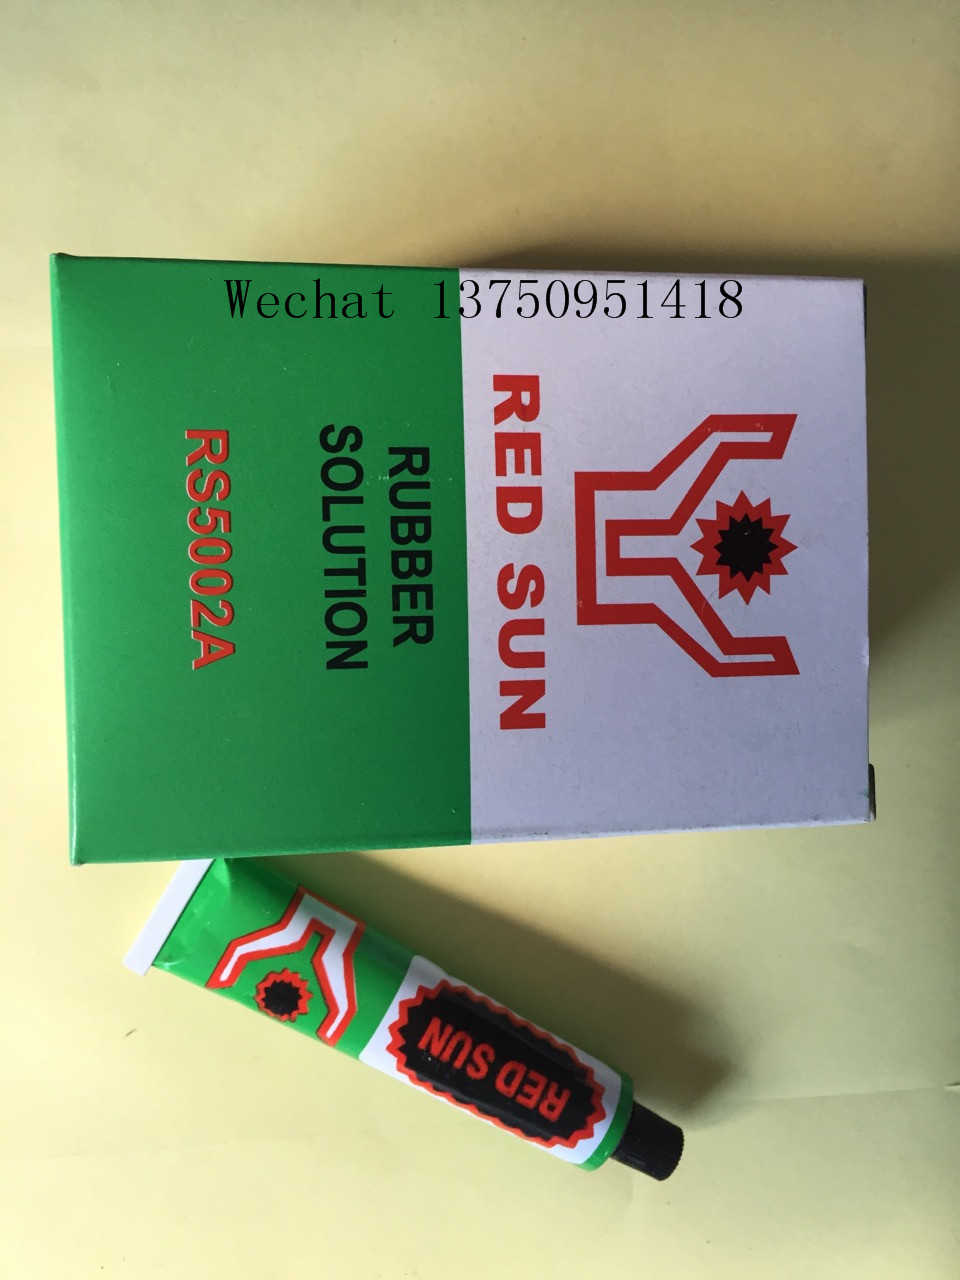 Wechat 13750951418
RED SUN
RUBBER
SOLUTION
RS5002A
RED SUN